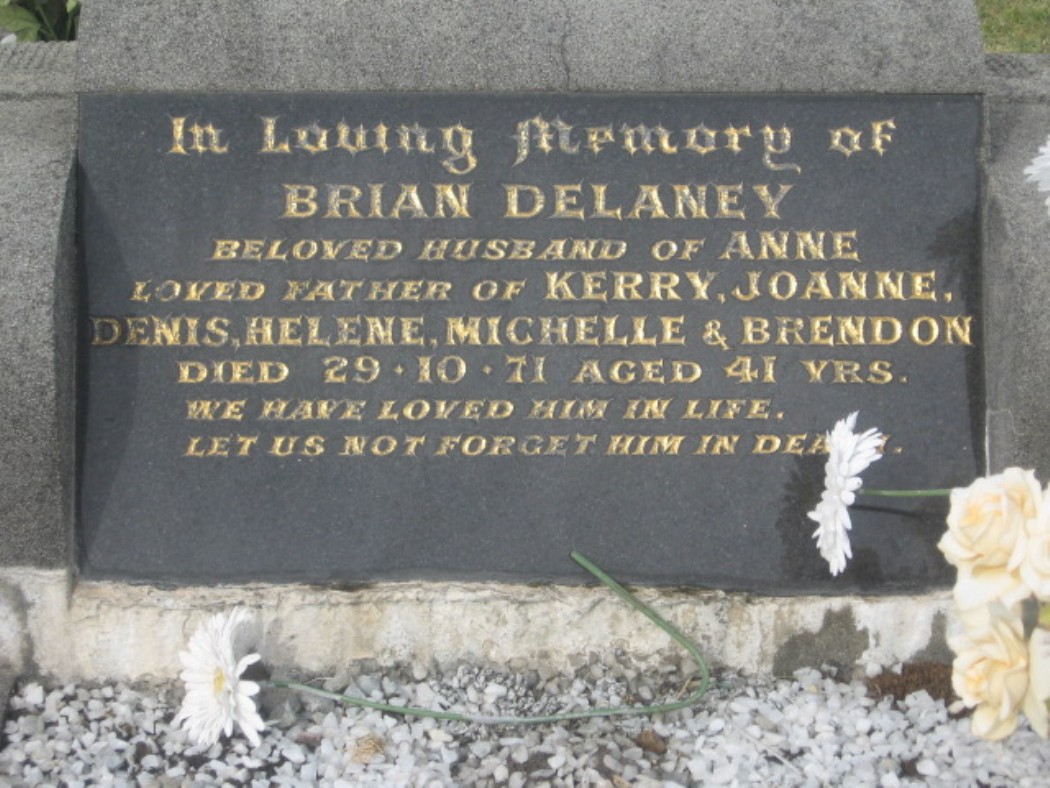 In Loving Memory of
BRIAN DELANEY
BELOVED HUSBAND OF ANNE
LOVED FATHER OF KERRY, JOANNE,
DENIS, HELENE, MICHELLE & BRENDON
DIED 29·10·71 AGED 41 YRS.
WE HAVE LOVED HIM IN LIFE.
LET US NOT FORGET HIM IN DEATH.